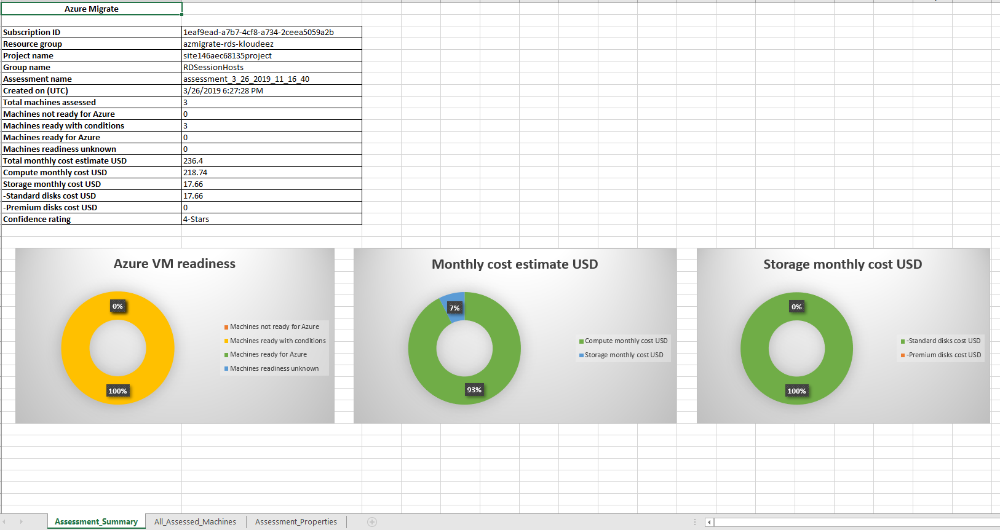 Azure Migrate
Subscription ID 1eaf9ead-a7b7-4cf8-a734-2ceea5059a2b
Resource group azmigrate-rds-kloudeez
Project name site146aec68135project
Group name RDSessionHosts
Assessment name assessment_3_26_2019_11_16_40
Created on (UTC) 3/26/2019 6:27:28 PM
Total machines assessed 3
Machines not ready for Azure 0
Machines ready with conditions 3
Machines ready for Azure 0
Machines readiness unknown 0
Total monthly cost estimate USD 236.4
Compute monthly cost USD 218.74
Storage monthly cost USD 17.66
-Standard disks cost USD 17.66
-Premium disks cost USD 0
Confidence rating 4-Stars
Azure VM readiness
0%
100%
Machines not ready for Azure
Machines ready with conditions
Machines ready for Azure
Machines readiness unknown
Monthly cost estimate USD
7%
93%
Compute monthly cost USD
Storage monthly cost USD
Storage monthly cost USD
0%
100%
-Standard disks cost USD
-Premium disks cost USD
Assessment_Summary All_Assessed_Machines Assessment_Properties